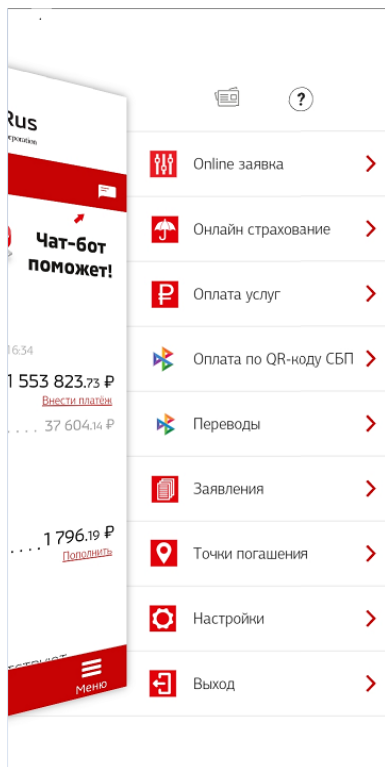 ?
Rus
Corporation
Чат-бот
поможет!
16:34
1 553 823.73 ₽
Внести платёж
.... 37 604.14 ₽
....1 796.19 ₽
Пополнить
Меню
Online заявка
Онлайн страхование
Оплата услуг
Оплата по QR-коду СБП
Переводы
Заявления
Точки погашения
Настройки
Выход